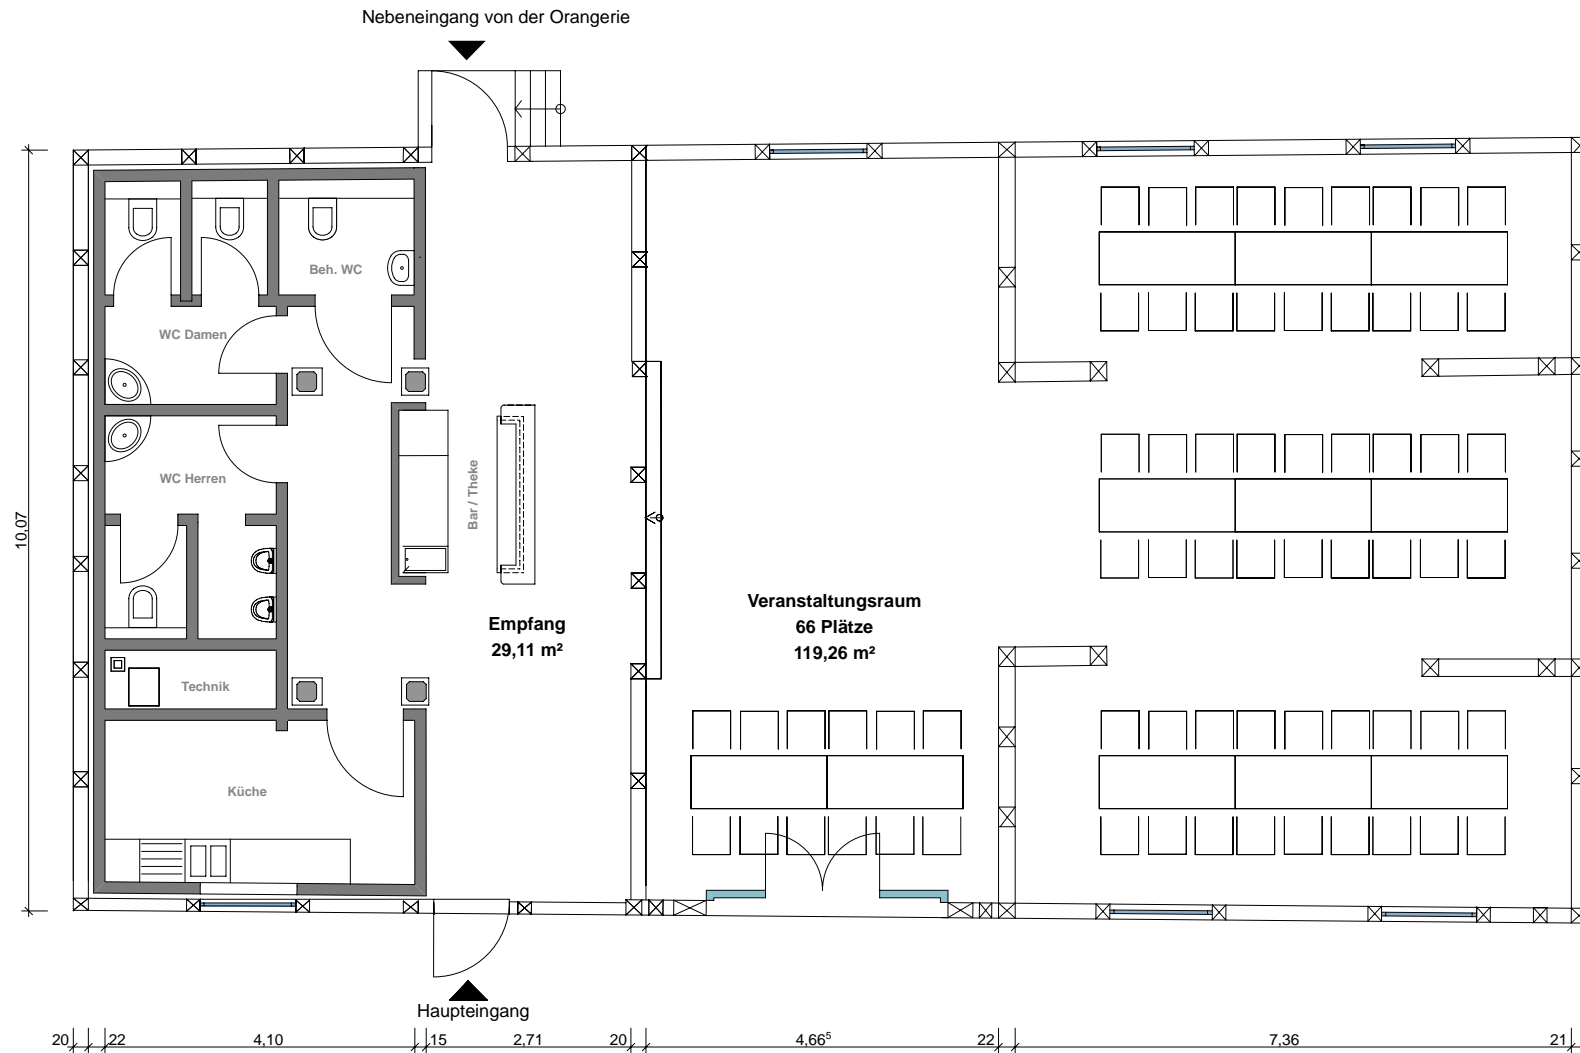 Nebeneingang von der Orangerie
Beh. WC
WC Damen
WC Herren
Bar / Theke
10,07
Veranstaltungsraum
66 Plätze
119,26 m²
Empfang
29,11 m²
Technik
Küche
Haupteingang
20 22 4,10 15 2,71 20 4,66⁵ 22 7,36 21